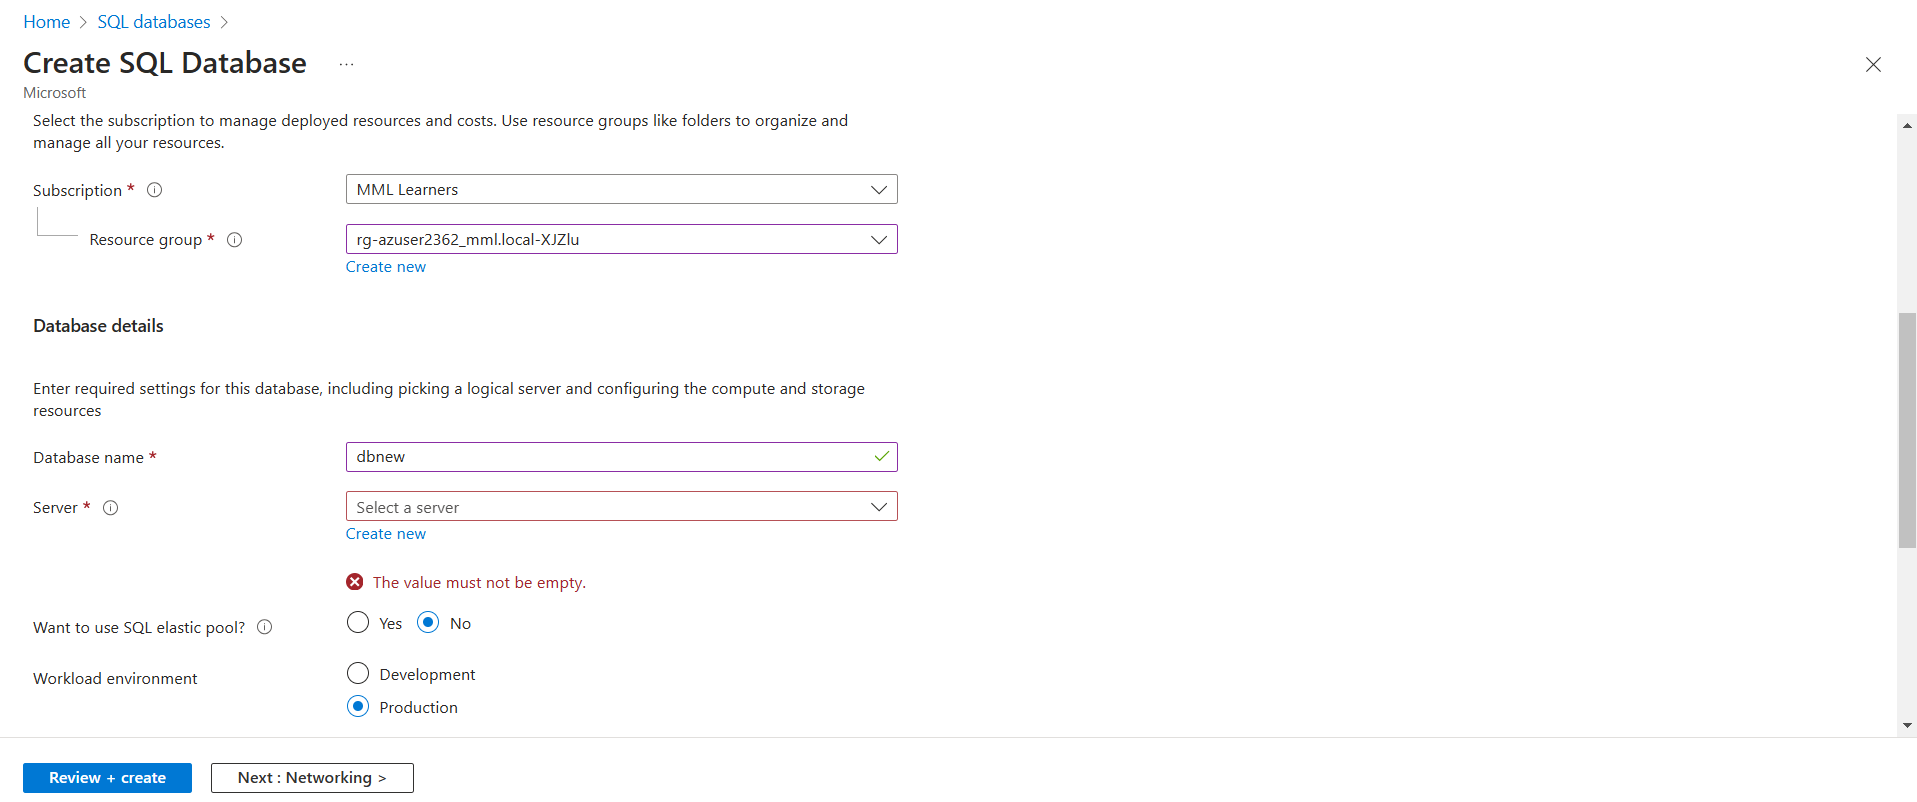 Home > SQL databases >
Create SQL Database ...
Microsoft
Select the subscription to manage deployed resources and costs. Use resource groups like folders to organize and
manage all your resources.
Subscription * MML Learners
Resource group * rg-azuser2362_mml.local-XJZlu
Create new
Database details
Enter required settings for this database, including picking a logical server and configuring the compute and storage
resources
Database name * dbnew
Server * Select a server
Create new
The value must not be empty.
Want to use SQL elastic pool? Yes No
Workload environment Development
Production
Review + create Next : Networking >